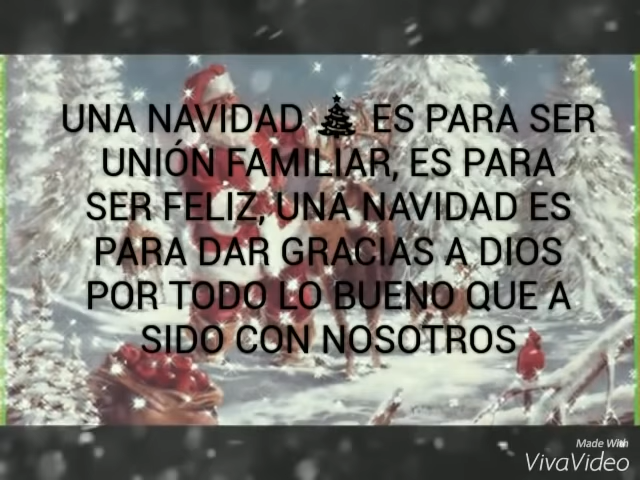 UNA NAVIDAD 🎄 ES PARA SER
UNIÓN FAMILIAR, ES PARA
SER FELIZ, UNA NAVIDAD ES
PARA DAR GRACIAS A DIOS
POR TODO LO BUENO QUE A
SIDO CON NOSOTROS
Made With
VivaVideo